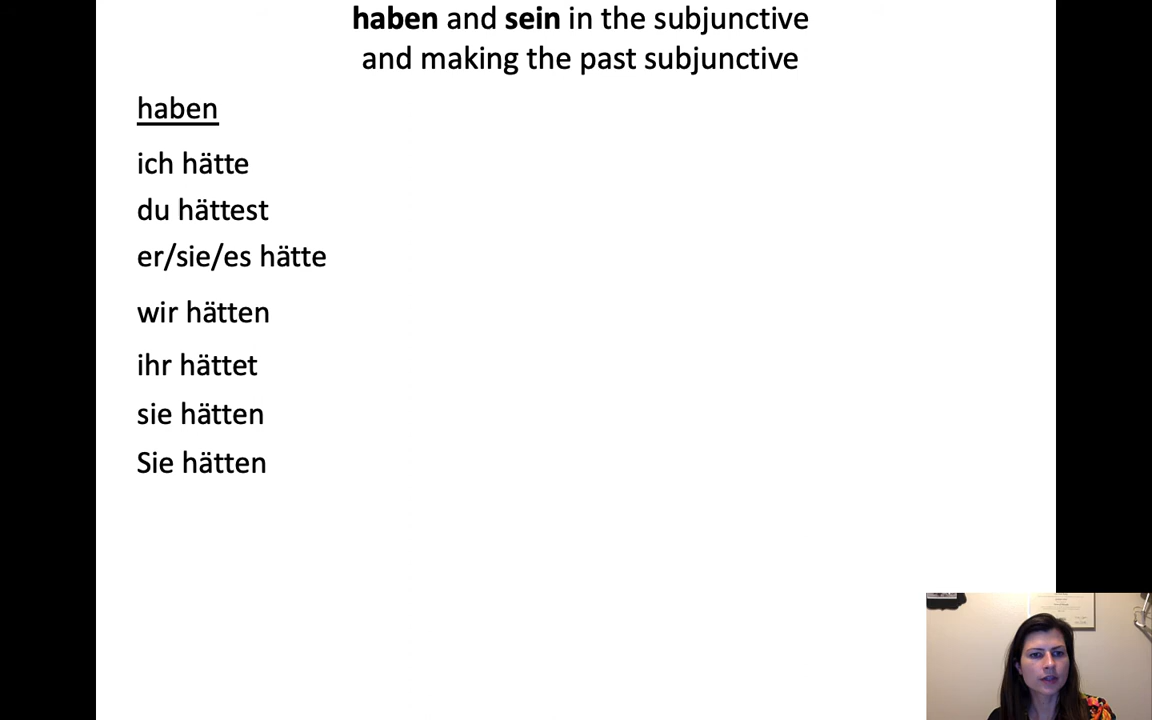 haben and sein in the subjunctive
and making the past subjunctive
haben
ich hätte
du hättest
er/sie/es hätte
wir hätten
ihr hättet
sie hätten
Sie hätten